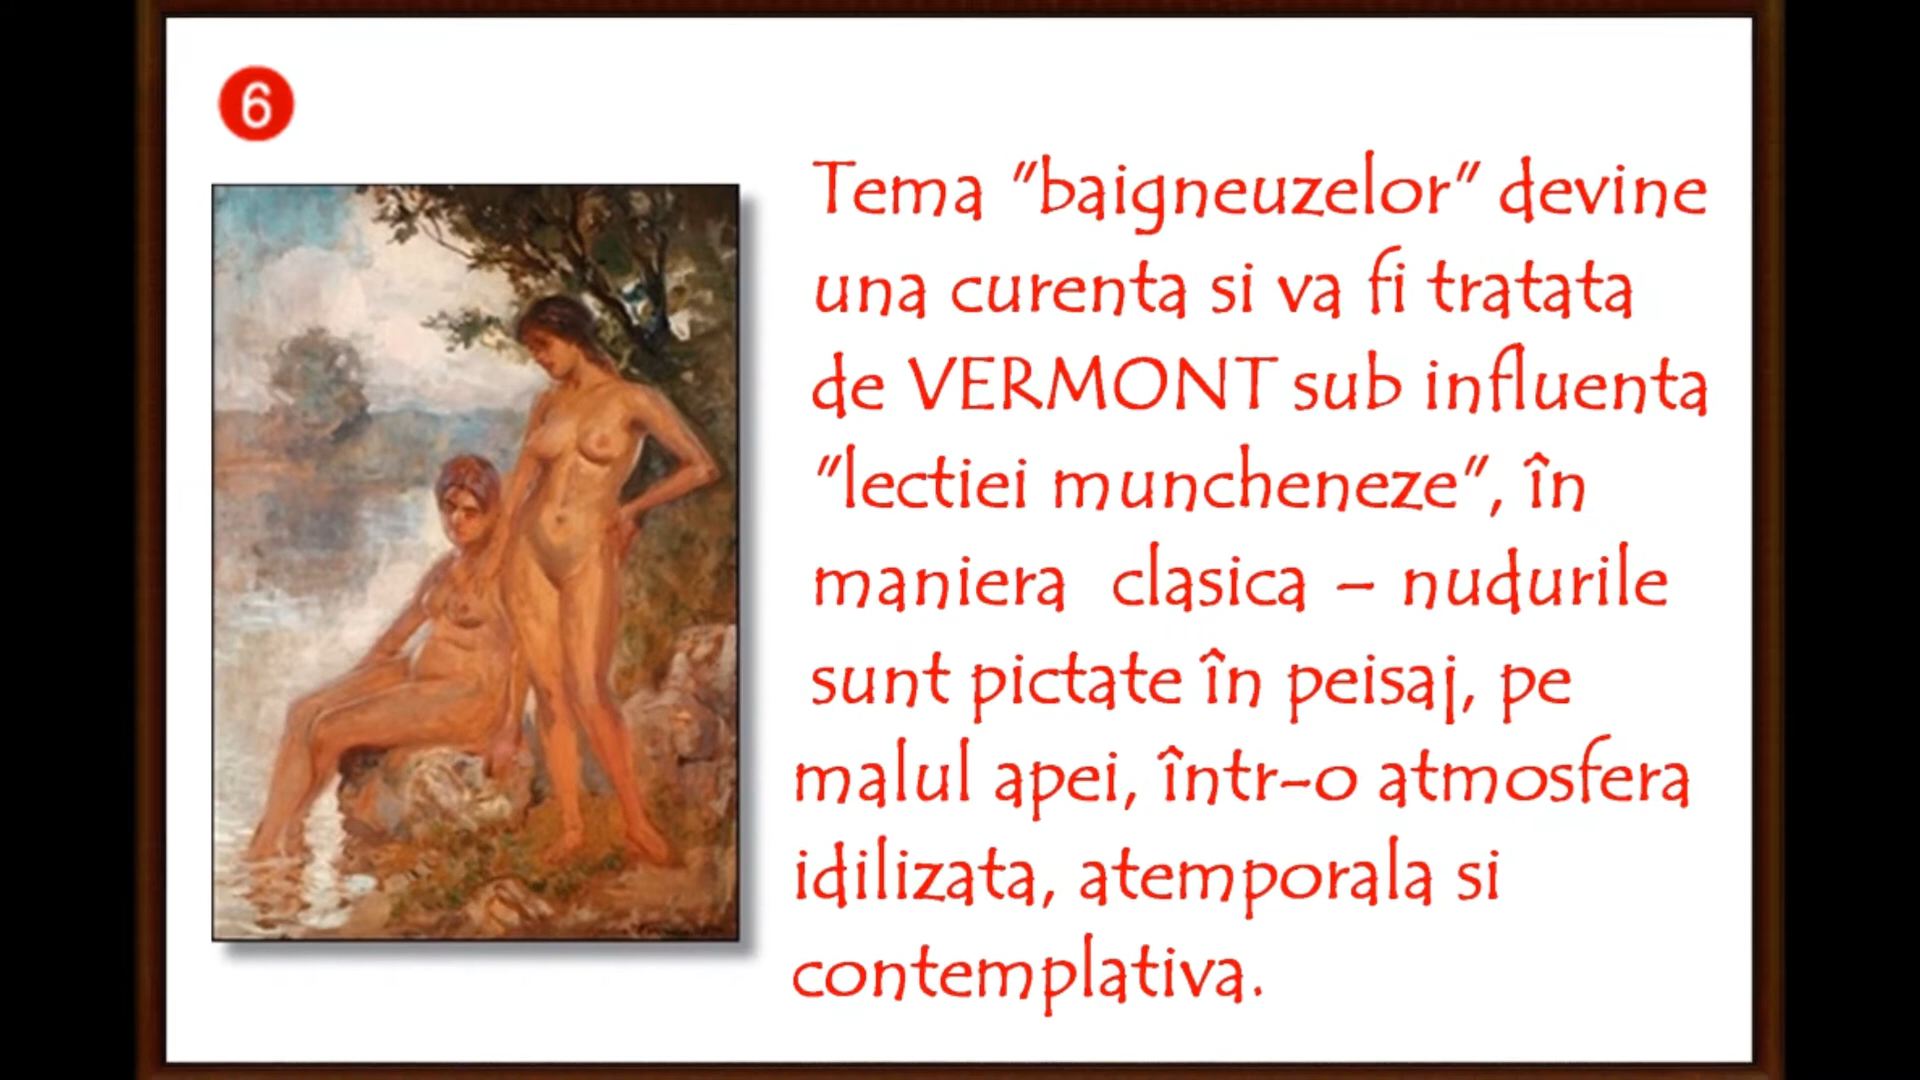 6
Tema "baigneuzelor" devine
una curenta si va fi tratata
de VERMONT sub influenta
"lectiei muncheneze", în
maniera clasica – nudurile
sunt pictate în peisaj, pe
malul apei, într-o atmosfera
idilizata, atemporala si
contemplativa.